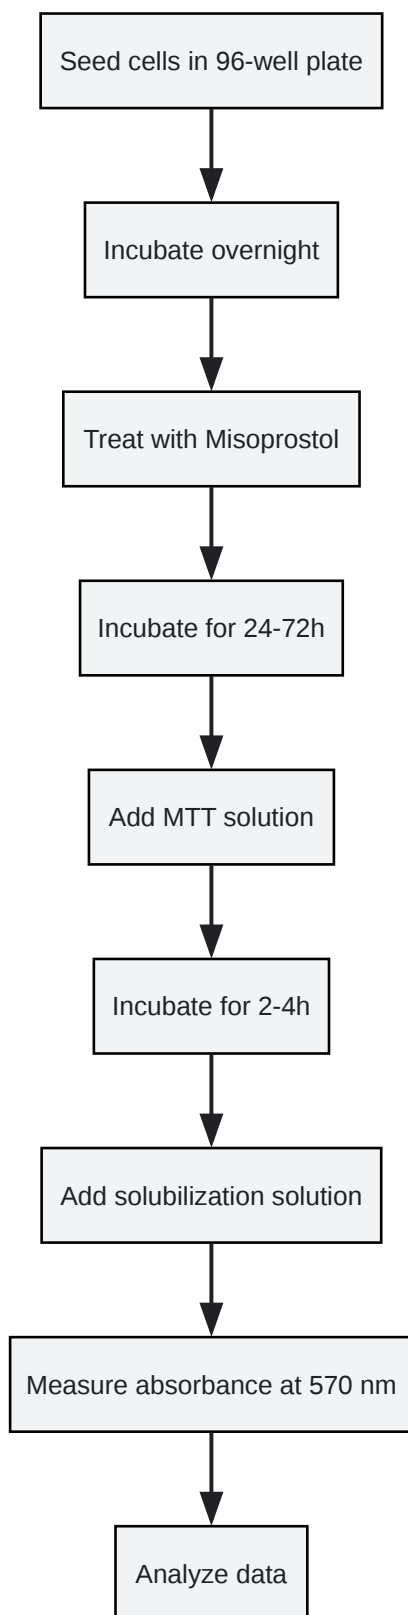 Seed cells in 96-well plate
Incubate overnight
Treat with Misoprostol
Incubate for 24-72h
Add MTT solution
Incubate for 2-4h
Add solubilization solution
Measure absorbance at 570 nm
Analyze data